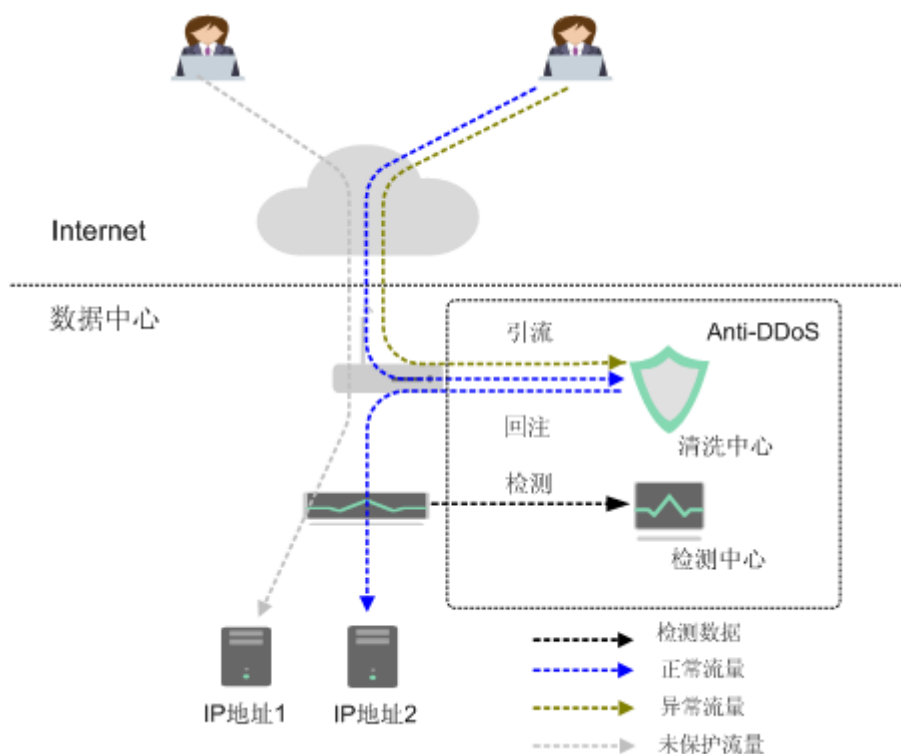 Internet
数据中心
引流
Anti-DDoS
回注
清洗中心
检测
检测中心
IP地址1
IP地址2
检测数据
正常流量
异常流量
未保护流量